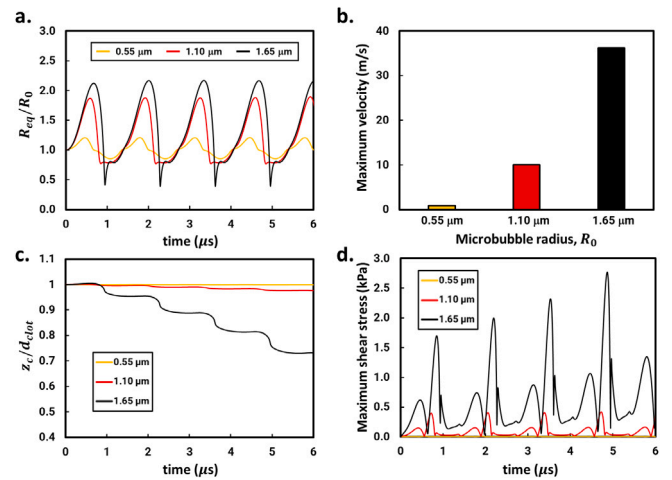 a.
0.55 μm 1.10 μm 1.65 μm
R_eq/R_0
3.0
2.5
2.0
1.5
1.0
0.5
0.0
0 1 2 3 4 5 6
time (μs)
b.
Maximum velocity (m/s)
40
30
20
10
0
0.55 μm 1.10 μm 1.65 μm
Microbubble radius, R_0
c.
z_c/d_clot
1.1
1
0.9
0.8
0.7
0.6
0.5
0.4
0.55 μm
1.10 μm
1.65 μm
0 1 2 3 4 5 6
time (μs)
d.
Maximum shear stress (kPa)
3.0
2.5
2.0
1.5
1.0
0.5
0.0
0.55 μm
1.10 μm
1.65 μm
0 1 2 3 4 5 6
time (μs)